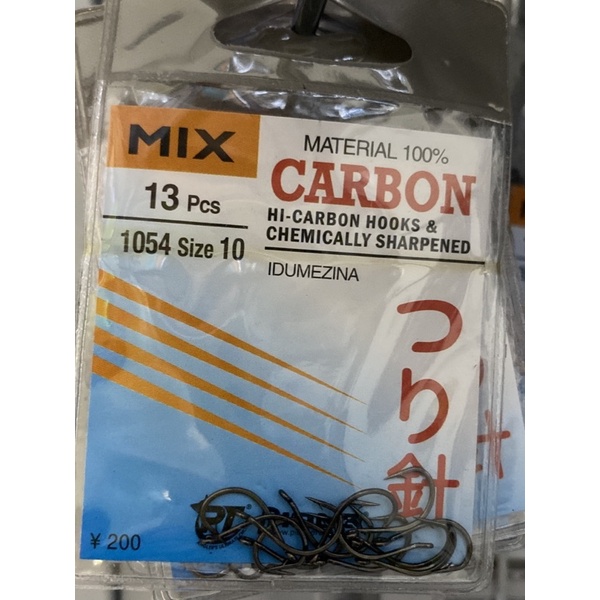 MIX
13 Pcs
1054 Size 10
MATERIAL 100%
CARBON
HI-CARBON HOOKS &
CHEMICALLY SHARPENED
IDUMEZINA
つり針
¥ 200